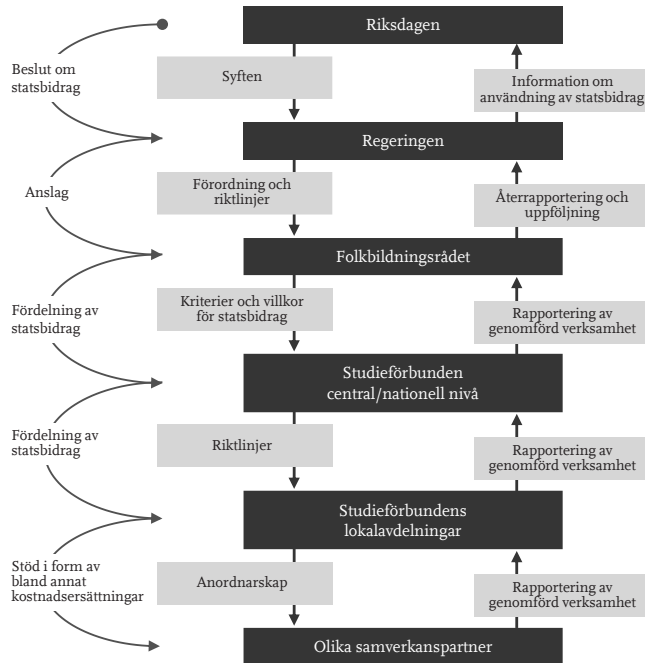 Riksdagen
Beslut om
statsbidrag
Syften
Information om
användning av statsbidrag
Regeringen
Anslag
Förordning och
riktlinjer
Återrapportering och
uppföljning
Folkbildningsrådet
Fördelning av
statsbidrag
Kriterier och villkor
för statsbidrag
Rapportering av
genomförd verksamhet
Studieförbunden
central/nationell nivå
Fördelning av
statsbidrag
Riktlinjer
Rapportering av
genomförd verksamhet
Studieförbundens
lokalavdelningar
Stöd i form av
bland annat
kostnadsersättningar
Anordnarskap
Rapportering av
genomförd verksamhet
Olika samverkanspartner